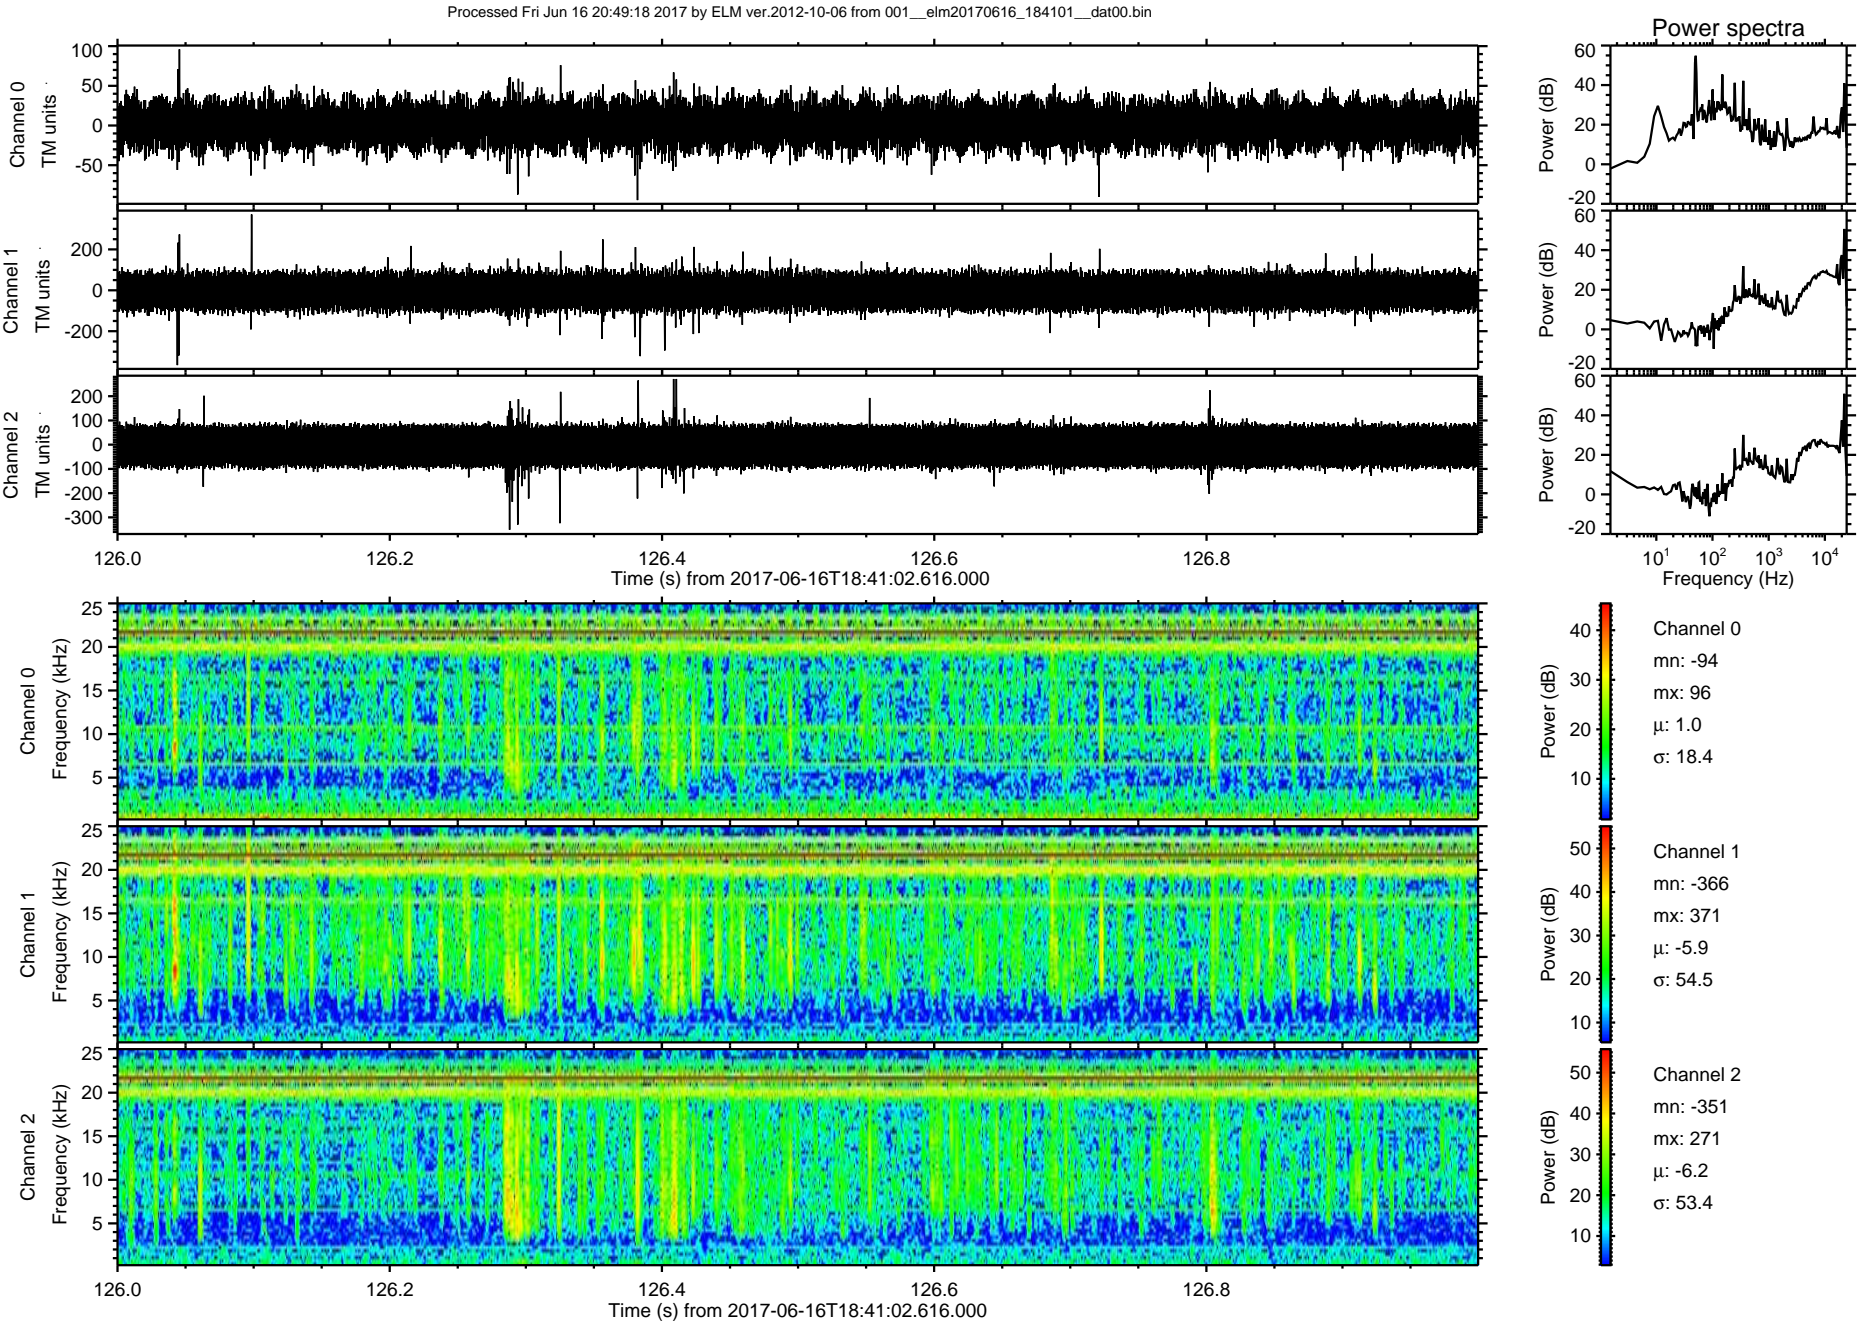 Processed Fri Jun 16 20:49:18 2017 by ELM ver.2012-10-06 from 001__elm20170616_184101__dat00.bin
Power spectra
Channel 0
TM units
100
50
0
-50
Power (dB)
60
40
20
0
-20
Channel 1
TM units
200
0
-200
Power (dB)
60
40
20
0
-20
Channel 2
TM units
200
100
0
-100
-200
-300
Power (dB)
60
40
20
0
-20
126.0 126.2 126.4 126.6 126.8
Time (s) from 2017-06-16T18:41:02.616.000
10¹ 10² 10³ 10⁴
Frequency (Hz)
Channel 0
Frequency (kHz)
25
20
15
10
5
Power (dB)
40
30
20
10
Channel 0
mn: -94
mx: 96
μ: 1.0
σ: 18.4
Channel 1
Frequency (kHz)
25
20
15
10
5
Power (dB)
50
40
30
20
10
Channel 1
mn: -366
mx: 371
μ: -5.9
σ: 54.5
Channel 2
Frequency (kHz)
25
20
15
10
5
Power (dB)
50
40
30
20
10
Channel 2
mn: -351
mx: 271
μ: -6.2
σ: 53.4
126.0 126.2 126.4 126.6 126.8
Time (s) from 2017-06-16T18:41:02.616.000